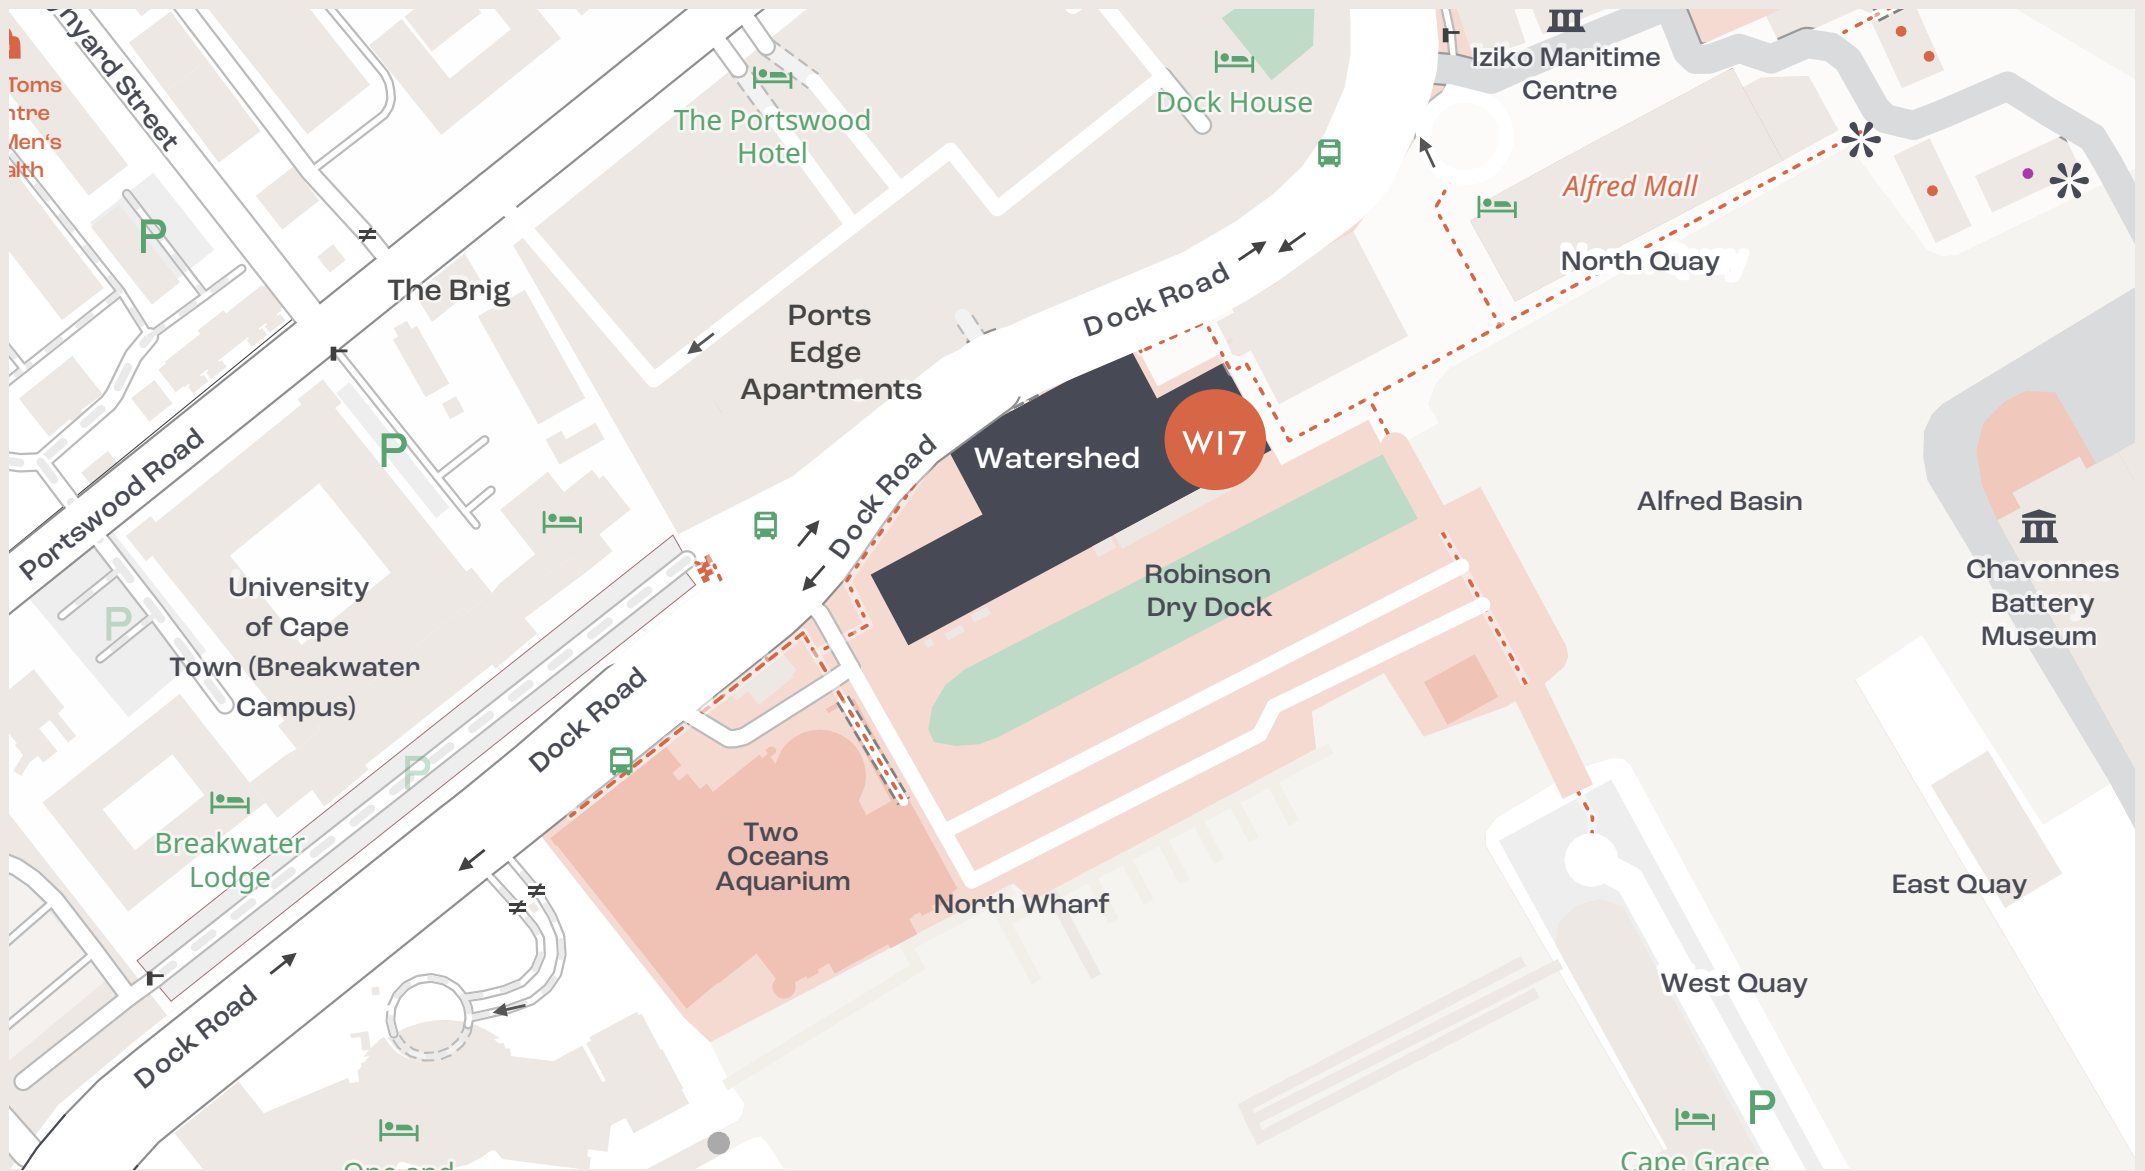 nyard Street
Toms
ntre
Men's
alth
P
The Portswood
Hotel
Dock House
Iziko Maritime
Centre
Alfred Mall
North Quay
The Brig
Ports
Edge
Apartments
Dock Road
Watershed
W17
P
Portswood Road
Dock Road
Alfred Basin
Robinson
Dry Dock
Chavonnes
Battery
Museum
University
of Cape
Town (Breakwater
Campus)
P
Dock Road
P
Breakwater
Lodge
Two
Oceans
Aquarium
North Wharf
East Quay
West Quay
Dock Road
P
One and
Cape Grace